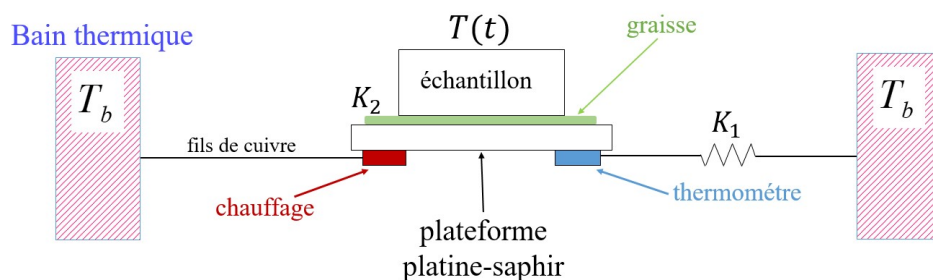 Bain thermique
T(t)
graisse
T_b
échantillon
K_2
T_b
K_1
fils de cuivre
chauffage
thermométre
plateforme
platine-saphir